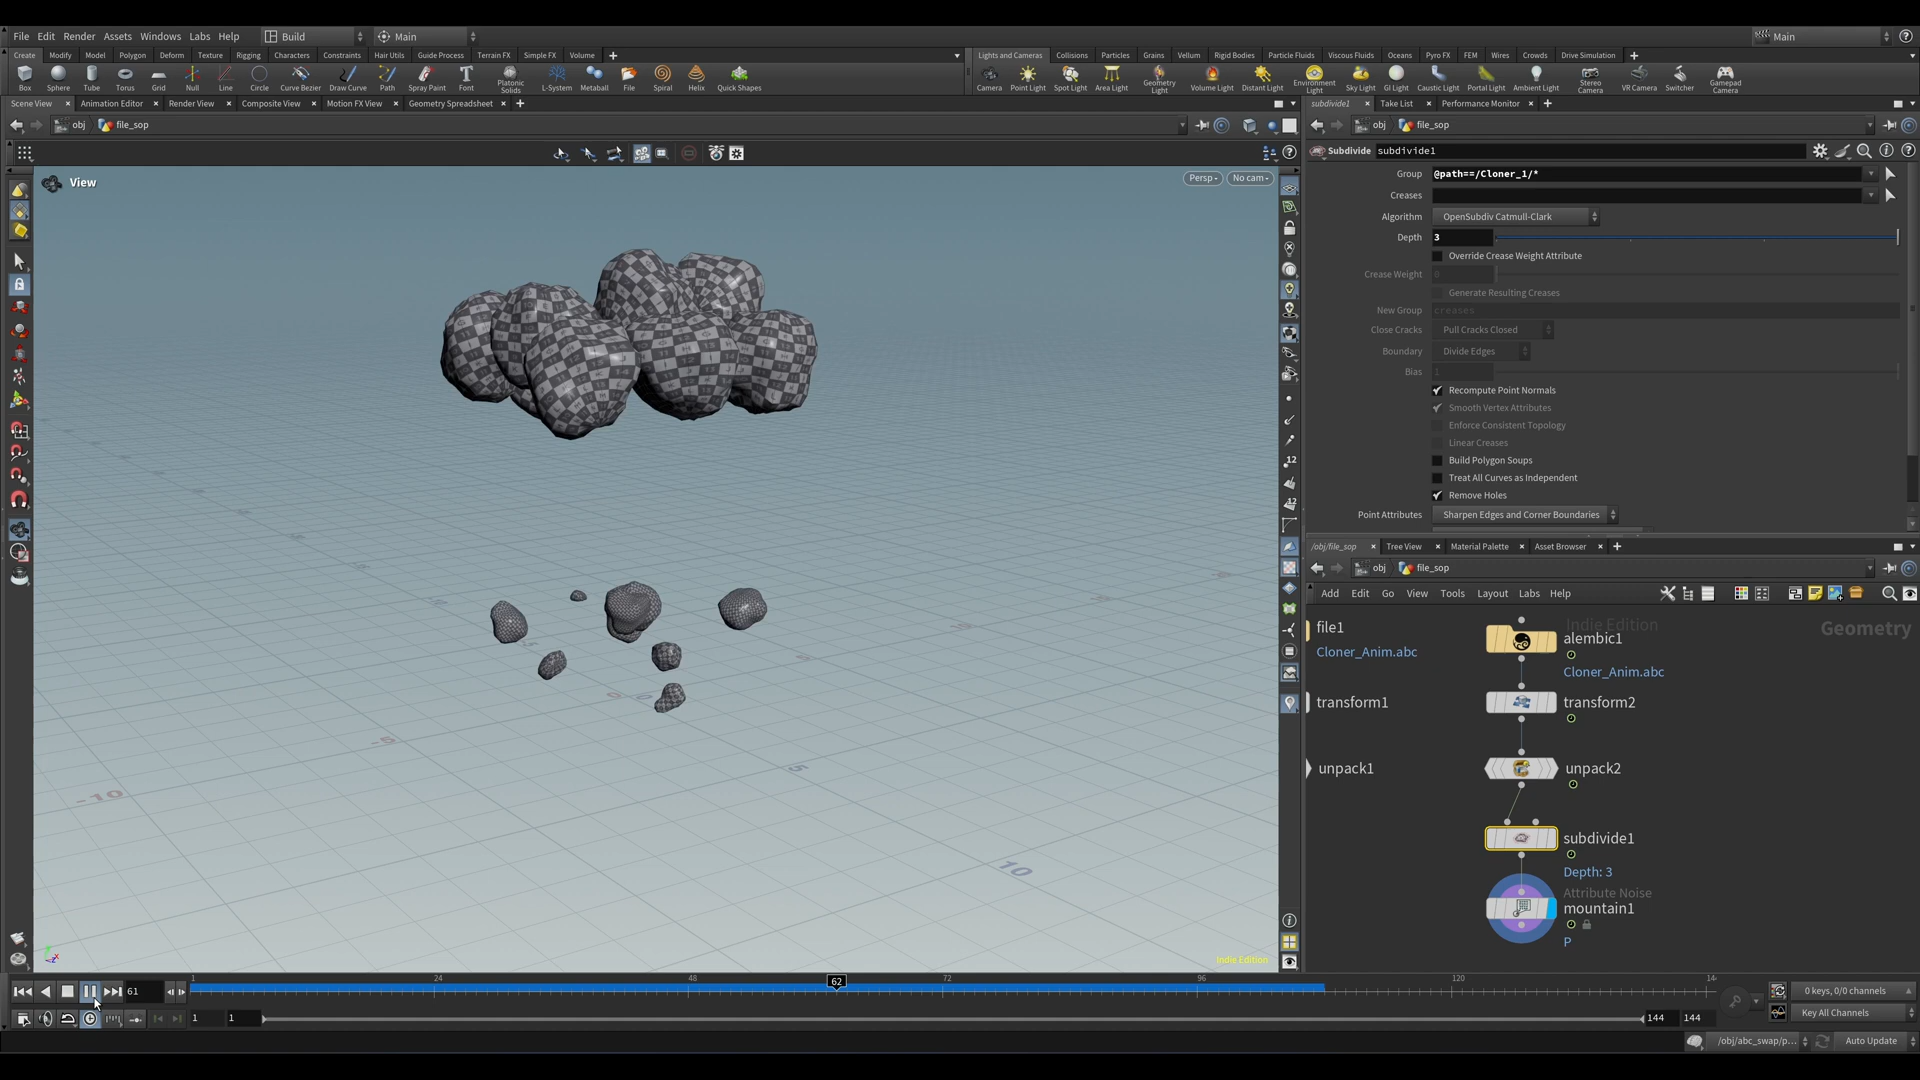 File Edit Render Assets Windows Labs Help Build Main Main
Create Modify Model Polygon Deform Texture Rigging Characters Constraints Hair Utils Guide Process Terrain FX Simple FX Volume
Box Sphere Tube Torus Grid Null Line Circle Curve Bezier Draw Curve Path Spray Paint Font Platonic Solids L-System Metaball File Spiral Helix Quick Shapes
Lights and Cameras Collisions Particles Grains Vellum Rigid Bodies Particle Fluids Viscous Fluids Oceans Pyro FX FEM Wires Crowds Drive Simulation
Camera Point Light Spot Light Area Light Geometry Light Volume Light Distant Light Environment Light Sky Light GI Light Caustic Light Portal Light Ambient Light Stereo Camera VR Camera Switcher Gamepad Camera
Scene View Animation Editor Render View Composite View Motion FX View Geometry Spreadsheet
obj file_sop
View
Persp No cam
Indie Edition
-10
-5
5
10
subdivide1 Take List Performance Monitor
obj file_sop
Subdivide subdivide1
Group @path==/Cloner_1/*
Creases
Algorithm OpenSubdiv Catmull-Clark
Depth 3
Override Crease Weight Attribute
Crease Weight 0
Generate Resulting Creases
New Group creases
Close Cracks Pull Cracks Closed
Boundary Divide Edges
Bias 1
Recompute Point Normals
Smooth Vertex Attributes
Enforce Consistent Topology
Linear Creases
Build Polygon Soups
Treat All Curves as Independent
Remove Holes
Point Attributes Sharpen Edges and Corner Boundaries
/obj/file_sop Tree View Material Palette Asset Browser
obj file_sop
Add Edit Go View Tools Layout Labs Help
Indie Edition
Geometry
file1
Cloner_Anim.abc
alembic1
Cloner_Anim.abc
transform1
transform2
unpack1
unpack2
subdivide1
Depth: 3
Attribute Noise
mountain1
P
61
1 24 48 62 72 96 120 14
0 keys, 0/0 channels
1 1 144 144
Key All Channels
/obj/abc_swap/p... Auto Update